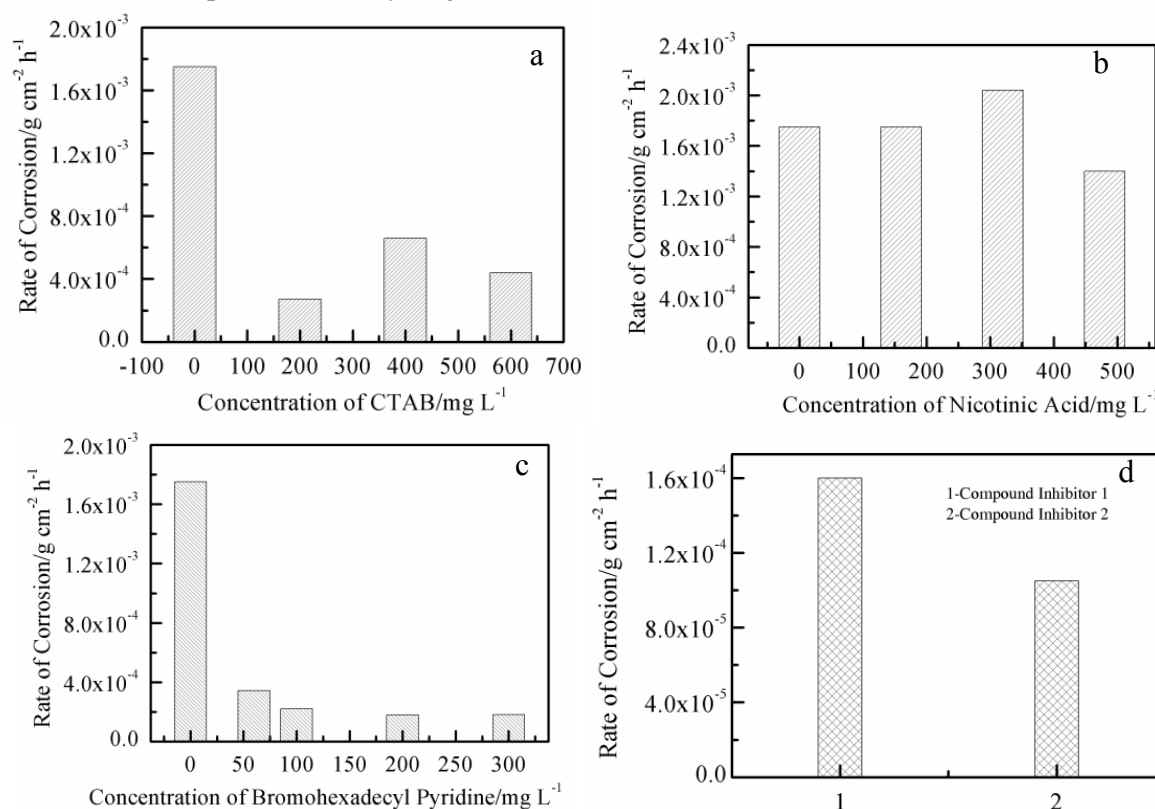 a
Rate of Corrosion/g cm⁻² h⁻¹
2.0x10⁻³
1.6x10⁻³
1.2x10⁻³
8.0x10⁻⁴
4.0x10⁻⁴
0.0
-100 0 100 200 300 400 500 600 700
Concentration of CTAB/mg L⁻¹
b
Rate of Corrosion/g cm⁻² h⁻¹
2.4x10⁻³
2.0x10⁻³
1.6x10⁻³
1.2x10⁻³
8.0x10⁻⁴
4.0x10⁻⁴
0.0
0 100 200 300 400 500
Concentration of Nicotinic Acid/mg L⁻¹
c
Rate of Corrosion/g cm⁻² h⁻¹
2.0x10⁻³
1.6x10⁻³
1.2x10⁻³
8.0x10⁻⁴
4.0x10⁻⁴
0.0
0 50 100 150 200 250 300
Concentration of Bromohexadecyl Pyridine/mg L⁻¹
d
Rate of Corrosion/g cm⁻² h⁻¹
1.6x10⁻⁴
1.2x10⁻⁴
8.0x10⁻⁵
4.0x10⁻⁵
0.0
1-Compound Inhibitor 1
2-Compound Inhibitor 2
1 2